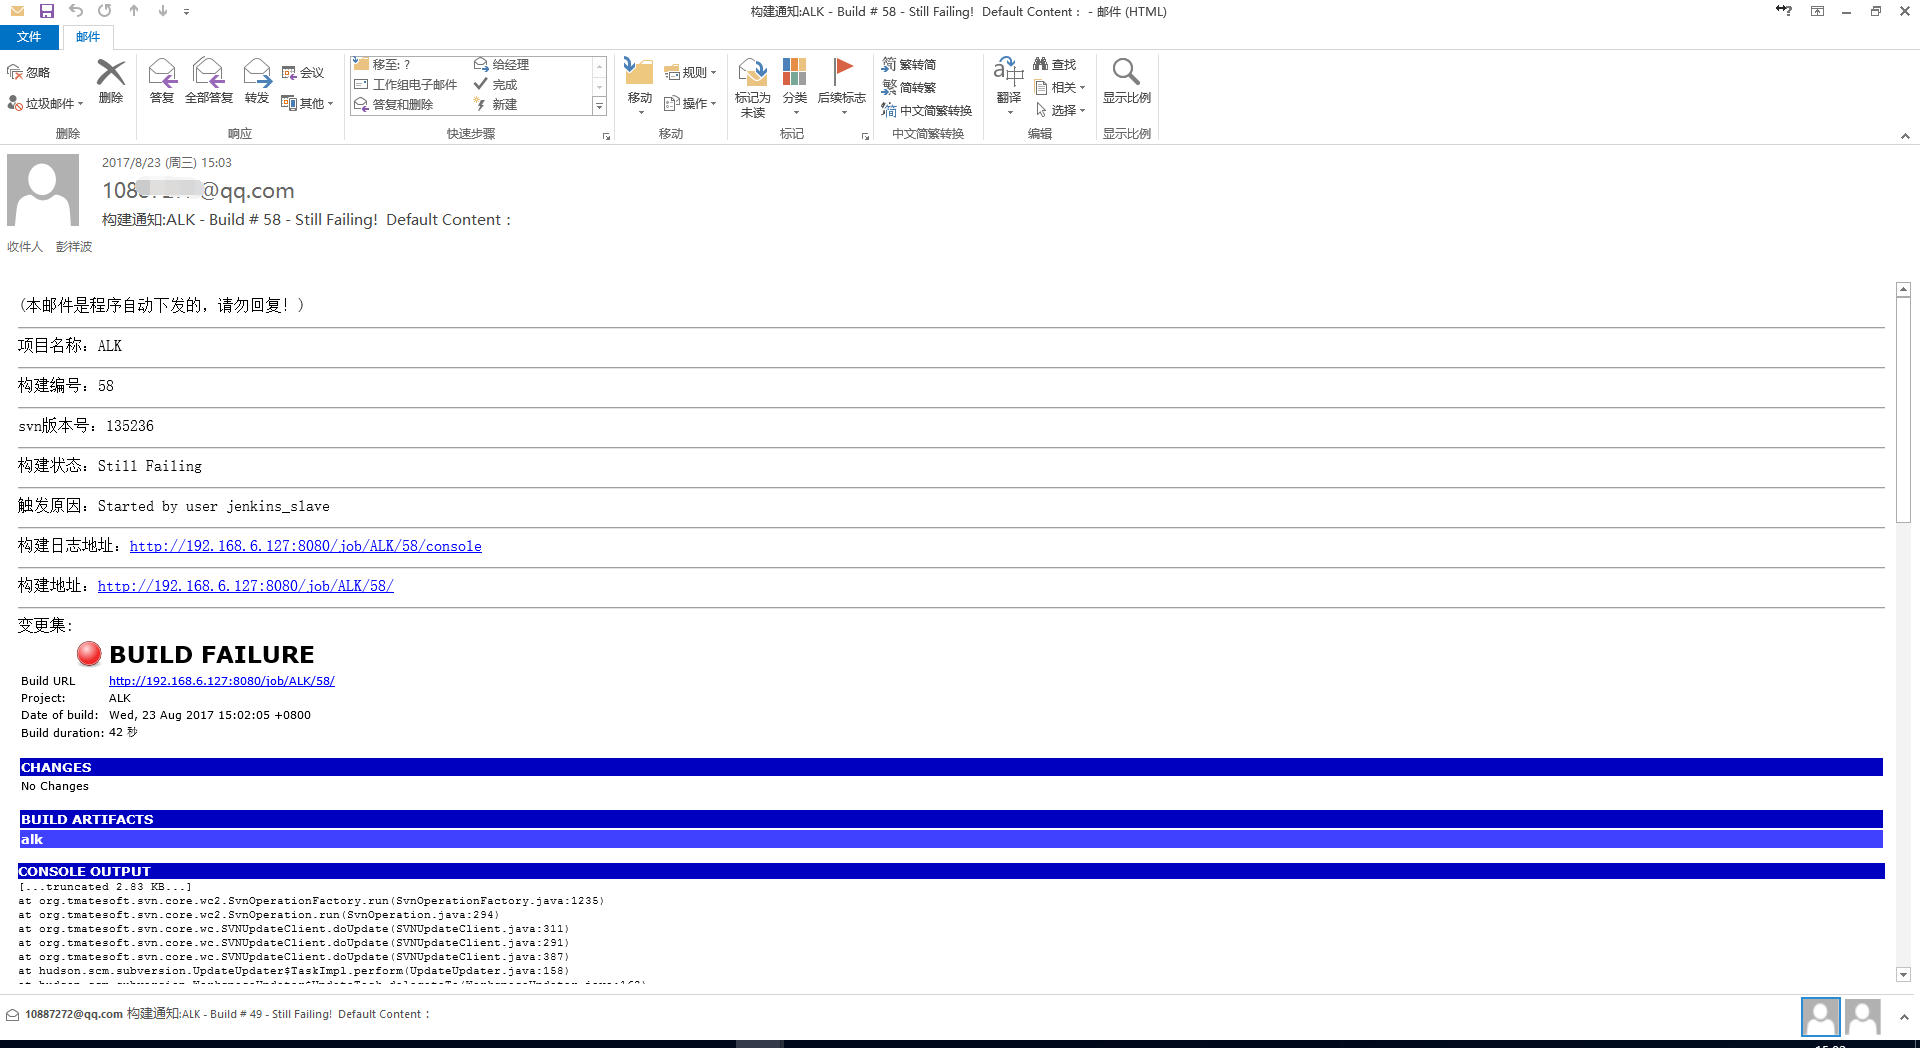 构建通知:ALK - Build # 58 - Still Failing!  Default Content： - 邮件 (HTML)
文件 邮件
忽略
垃圾邮件
删除
删除
答复 全部答复 转发
会议
其他
响应
移至: ？ 给经理
工作组电子邮件 完成
答复和删除 新建
快速步骤
移动
规则
操作
移动
标记为未读 分类 后续标志
标记
繁转简
简转繁
中文简繁转换
中文简繁转换
翻译
查找
相关
选择
编辑
显示比例
显示比例
2017/8/23 (周三) 15:03
@qq.com
构建通知:ALK - Build # 58 - Still Failing!  Default Content：
收件人 彭祥波
(本邮件是程序自动下发的，请勿回复！)
项目名称：ALK
构建编号：58
svn版本号：135236
构建状态：Still Failing
触发原因：Started by user jenkins_slave
构建日志地址：http://192.168.6.127:8080/job/ALK/58/console
构建地址：http://192.168.6.127:8080/job/ALK/58/
变更集:
BUILD FAILURE
Build URL http://192.168.6.127:8080/job/ALK/58/
Project: ALK
Date of build: Wed, 23 Aug 2017 15:02:05 +0800
Build duration: 42 秒
CHANGES
No Changes
BUILD ARTIFACTS
alk
CONSOLE OUTPUT
[...truncated 2.83 KB...]
at org.tmatesoft.svn.core.wc2.SvnOperationFactory.run(SvnOperationFactory.java:1235)
at org.tmatesoft.svn.core.wc2.SvnOperation.run(SvnOperation.java:294)
at org.tmatesoft.svn.core.wc.SVNUpdateClient.doUpdate(SVNUpdateClient.java:311)
at org.tmatesoft.svn.core.wc.SVNUpdateClient.doUpdate(SVNUpdateClient.java:291)
at org.tmatesoft.svn.core.wc.SVNUpdateClient.doUpdate(SVNUpdateClient.java:387)
at hudson.scm.subversion.UpdateUpdater$TaskImpl.perform(UpdateUpdater.java:158)
10887272@qq.com 构建通知:ALK - Build # 49 - Still Failing!  Default Content：